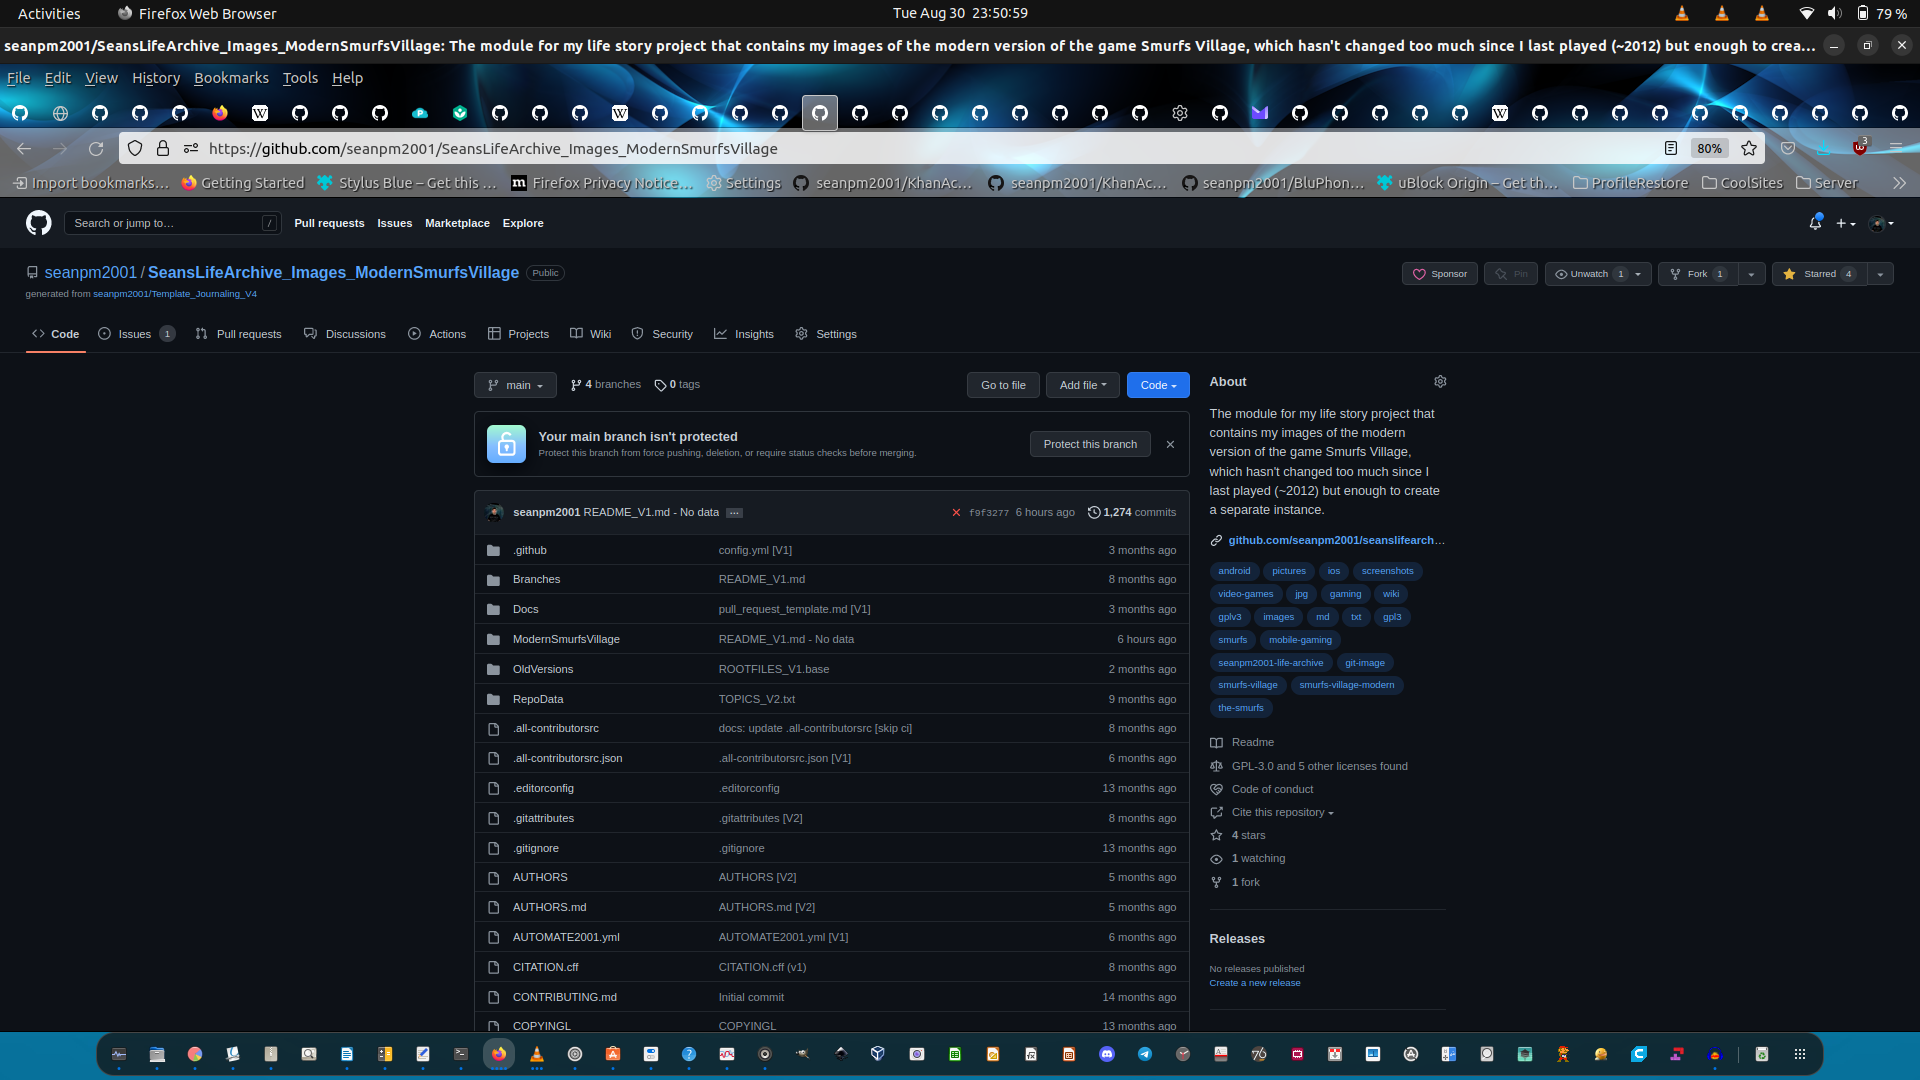 Activities Firefox Web Browser Tue Aug 30 23:50:59 79 %
seanpm2001/SeansLifeArchive_Images_ModernSmurfsVillage: The module for my life story project that contains my images of the modern version of the game Smurfs Village, which hasn't changed too much since I last played (~2012) but enough to crea…
File Edit View History Bookmarks Tools Help
https://github.com/seanpm2001/SeansLifeArchive_Images_ModernSmurfsVillage 80% 3
Import bookmarks… Getting Started Stylus Blue – Get this … Firefox Privacy Notice… Settings seanpm2001/KhanAc… seanpm2001/KhanAc… seanpm2001/BluPhon… uBlock Origin – Get th… ProfileRestore CoolSites Server
Search or jump to… / Pull requests Issues Marketplace Explore
seanpm2001 / SeansLifeArchive_Images_ModernSmurfsVillage Public Sponsor Pin Unwatch 1 Fork 1 Starred 4
generated from seanpm2001/Template_Journaling_V4
Code Issues 1 Pull requests Discussions Actions Projects Wiki Security Insights Settings
main 4 branches 0 tags Go to file Add file Code
Your main branch isn't protected
Protect this branch from force pushing, deletion, or require status checks before merging.
Protect this branch
seanpm2001 README_V1.md - No data … f9f3277 6 hours ago 1,274 commits
.github config.yml [V1] 3 months ago
Branches README_V1.md 8 months ago
Docs pull_request_template.md [V1] 3 months ago
ModernSmurfsVillage README_V1.md - No data 6 hours ago
OldVersions ROOTFILES_V1.base 2 months ago
RepoData TOPICS_V2.txt 9 months ago
.all-contributorsrc docs: update .all-contributorsrc [skip ci] 8 months ago
.all-contributorsrc.json .all-contributorsrc.json [V1] 6 months ago
.editorconfig .editorconfig 13 months ago
.gitattributes .gitattributes [V2] 8 months ago
.gitignore .gitignore 13 months ago
AUTHORS AUTHORS [V2] 5 months ago
AUTHORS.md AUTHORS.md [V2] 5 months ago
AUTOMATE2001.yml AUTOMATE2001.yml [V1] 6 months ago
CITATION.cff CITATION.cff (v1) 8 months ago
CONTRIBUTING.md Initial commit 14 months ago
COPYINGL COPYINGL 13 months ago
About
The module for my life story project that
contains my images of the modern
version of the game Smurfs Village,
which hasn't changed too much since I
last played (~2012) but enough to create
a separate instance.
github.com/seanpm2001/seanslifearch…
android pictures ios screenshots
video-games jpg gaming wiki
gplv3 images md txt gpl3
smurfs mobile-gaming
seanpm2001-life-archive git-image
smurfs-village smurfs-village-modern
the-smurfs
Readme
GPL-3.0 and 5 other licenses found
Code of conduct
Cite this repository
4 stars
1 watching
1 fork
Releases
No releases published
Create a new release